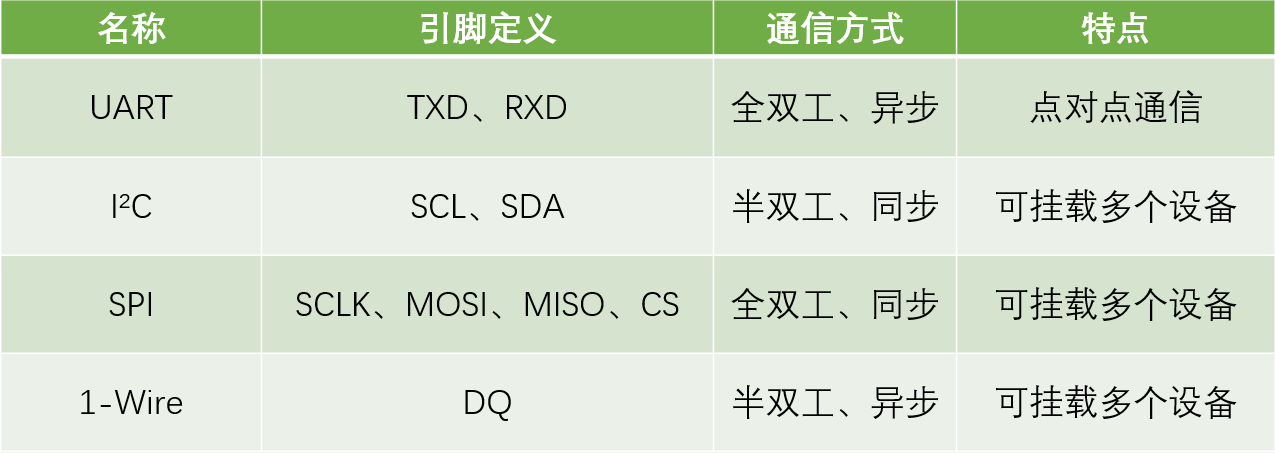 名称 引脚定义 通信方式 特点
UART TXD、RXD 全双工、异步 点对点通信
I²C SCL、SDA 半双工、同步 可挂载多个设备
SPI SCLK、MOSI、MISO、CS 全双工、同步 可挂载多个设备
1-Wire DQ 半双工、异步 可挂载多个设备